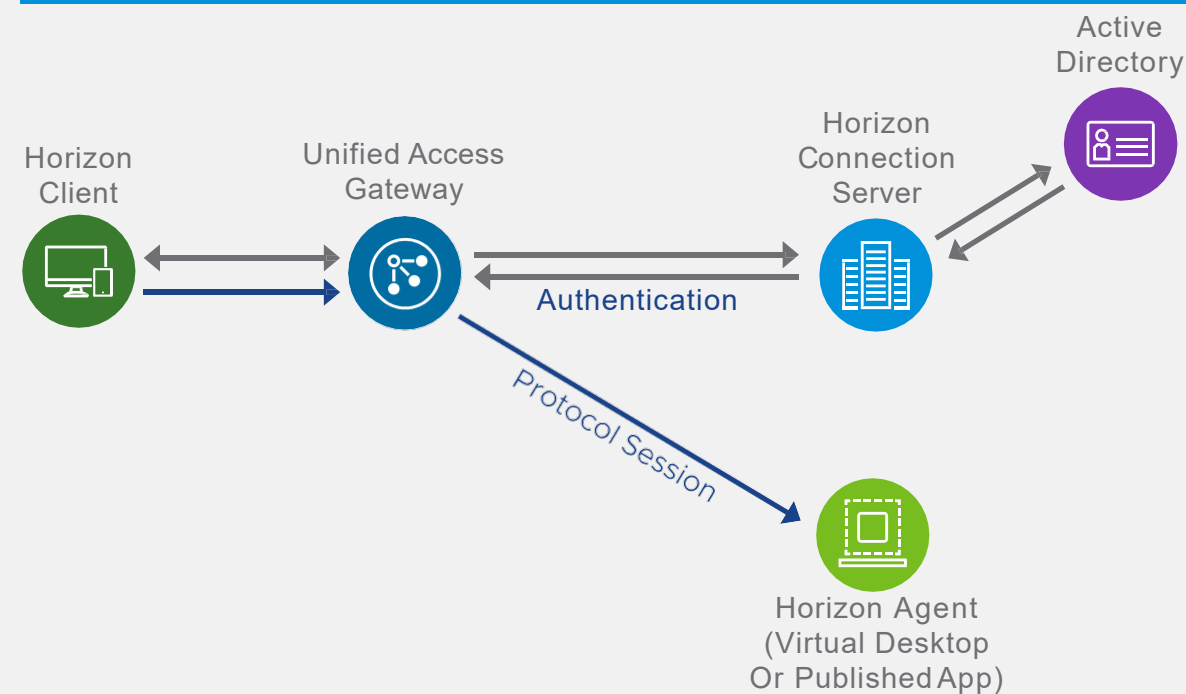 Active
Directory
Horizon
Connection
Server
Unified Access
Gateway
Horizon
Client
Authentication
Protocol Session
Horizon Agent
(Virtual Desktop
Or Published App)